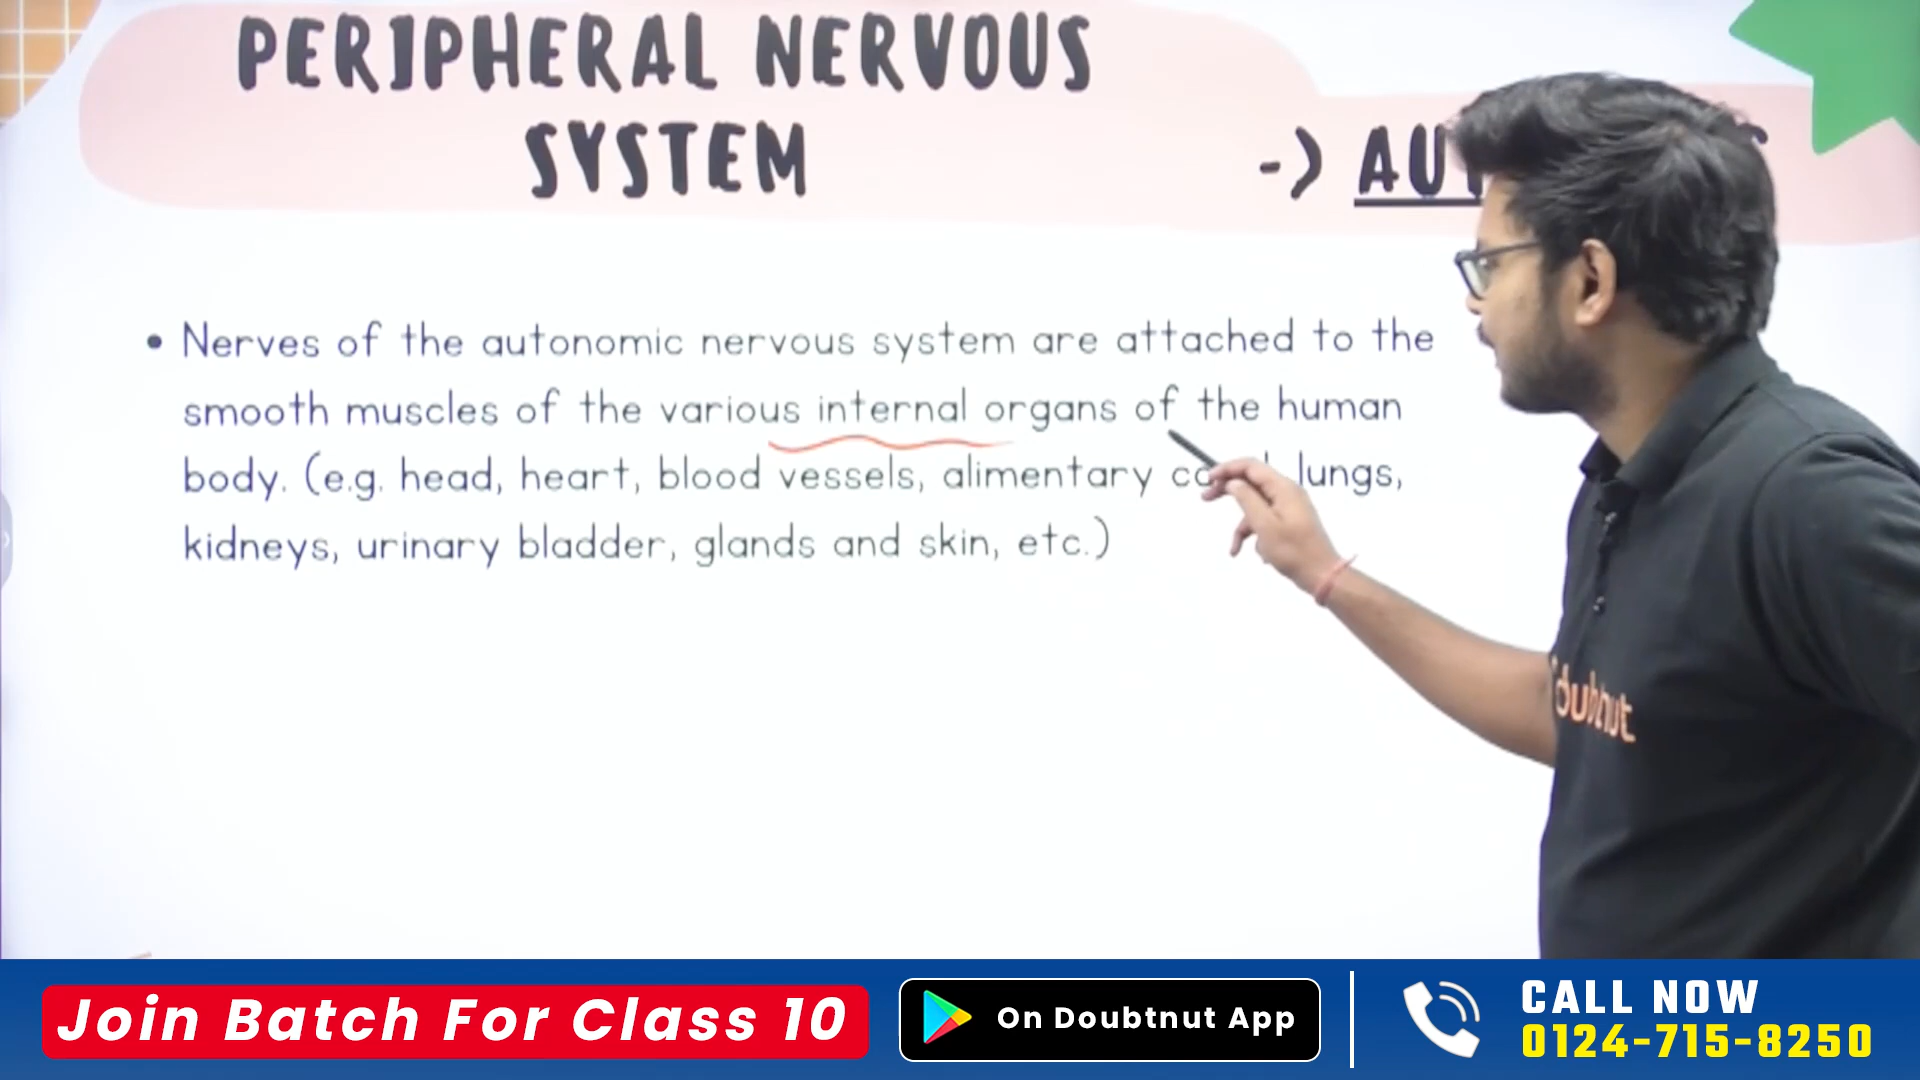 PERIPHERAL NERVOUS
SYSTEM
-)
• Nerves of the autonomic nervous system are attached to the
smooth muscles of the various internal organs of the human
body. (e.g. head, heart, blood vessels, alimentary lungs,
kidneys, urinary bladder, glands and skin, etc.)
doubtnut
Join Batch For Class 10
On Doubtnut App
CALL NOW
0124-715-8250